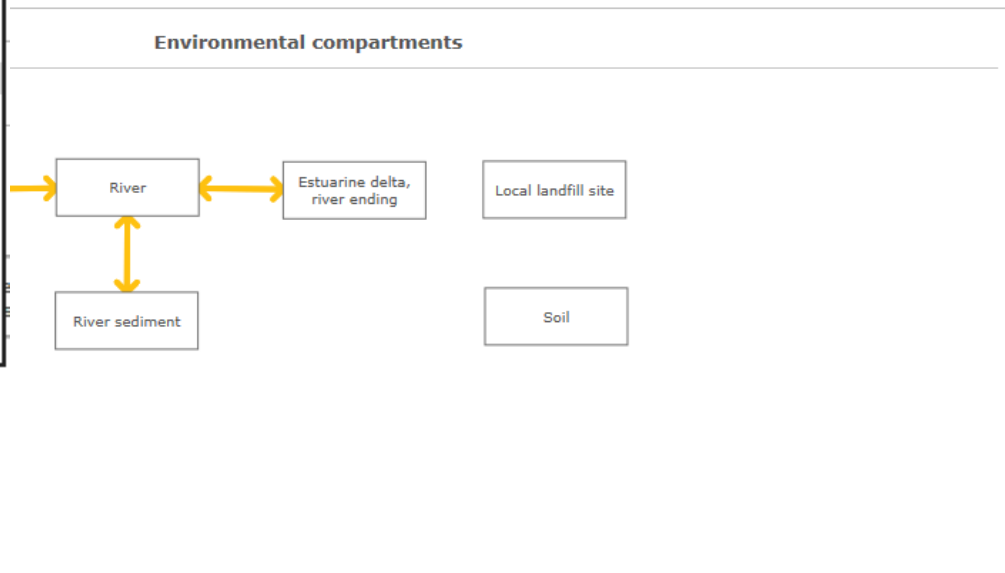 Environmental compartments
River
Estuarine delta,
river ending
Local landfill site
River sediment
Soil